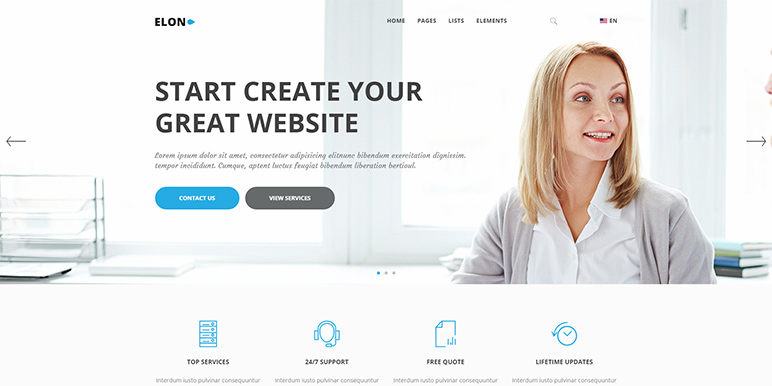 ELON
HOME PAGES LISTS ELEMENTS
EN
START CREATE YOUR
GREAT WEBSITE
Lorem ipsum dolor sit amet, consectetur adipisicing elitnunc bibendum exercitation dignissim.
tempor incididunt. Cumque, aptent luctus feugiat bibendum liberation bertioul.
CONTACT US VIEW SERVICES
TOP SERVICES 24/7 SUPPORT FREE QUOTE LIFETIME UPDATES
Interdum iusto pulvinar consequuntur Interdum iusto pulvinar consequuntur Interdum iusto pulvinar consequuntur Interdum iusto pulvinar consequuntur